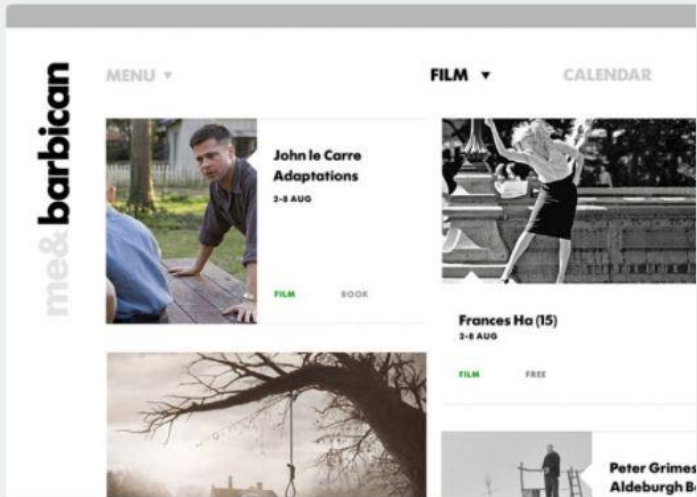 me& barbican
MENU
FILM
CALENDAR
John le Carre
Adaptations
2-8 AUG
FILM BOOK
Frances Ha (15)
2-8 AUG
FILM FREE
Peter Grimes
Aldeburgh B